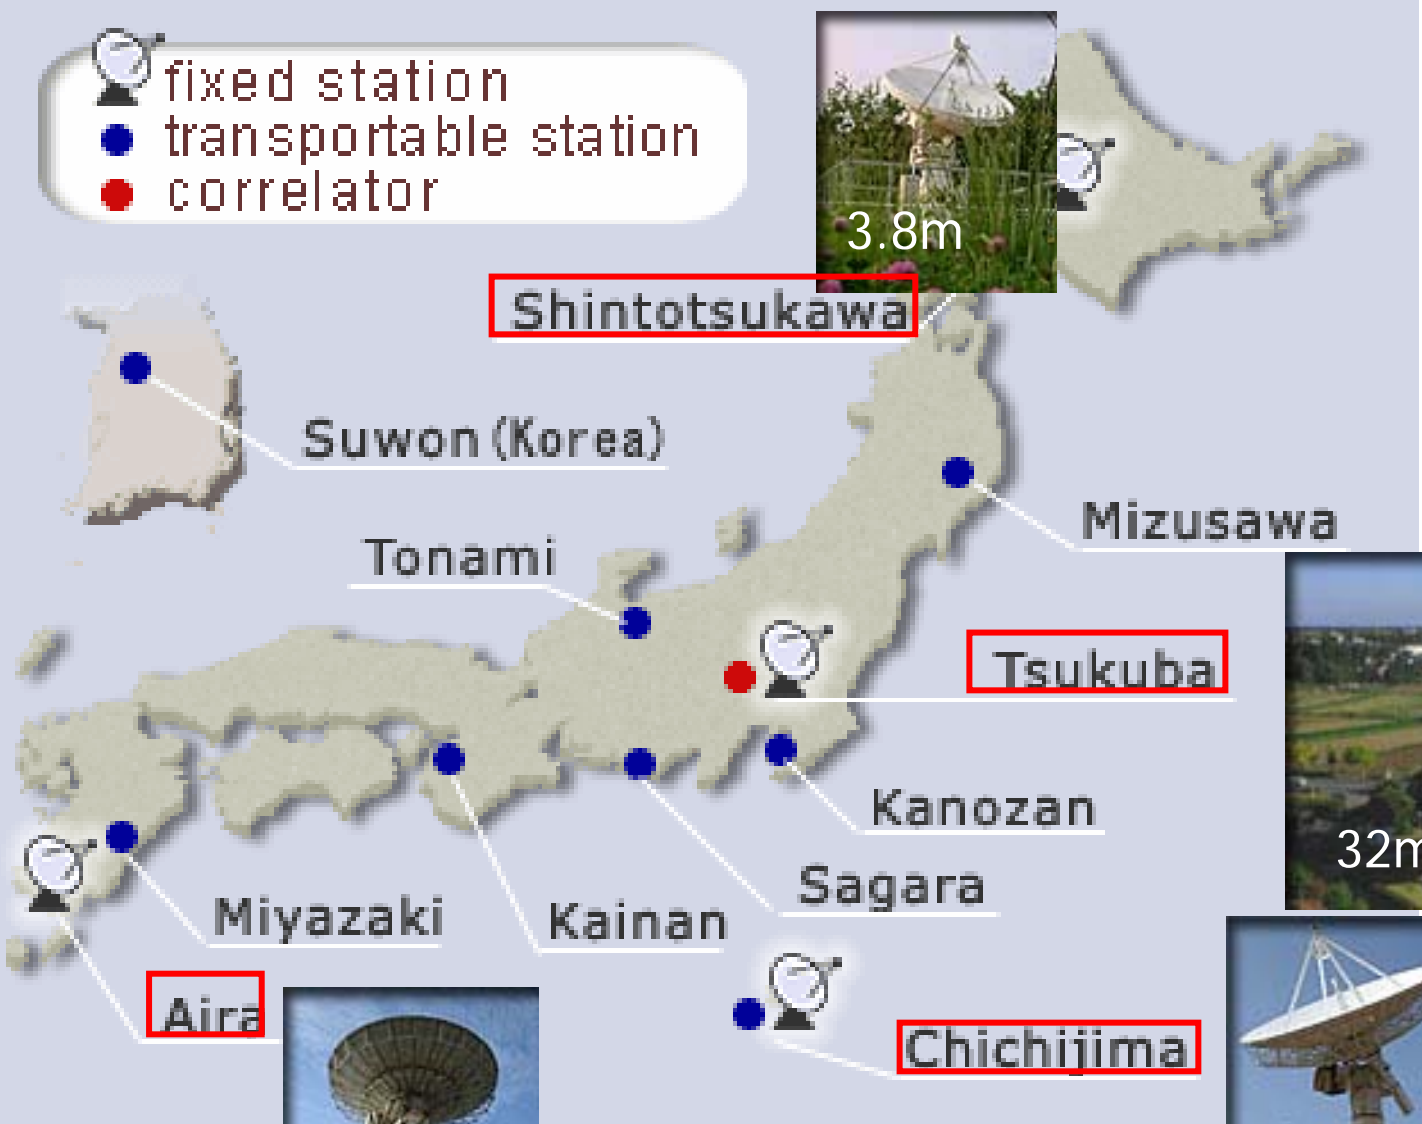 fixed station
transportable station
correlator
3.8m
Shintotsukawa
Suwon (Korea)
Mizusawa
Tonami
Tsukuba
Kanozan
32m
Sagara
Miyazaki
Kainan
Aira
Chichijima